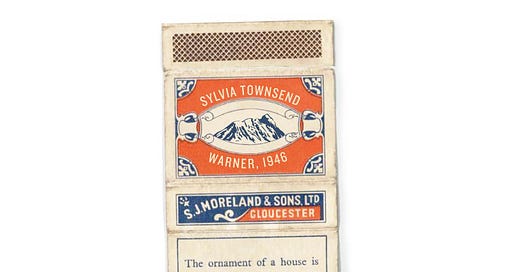 SYLVIA TOWNSEND
WARNER, 1946
S.J. MORELAND & SONS, LTD
GLOUCESTER
The ornament of a house is